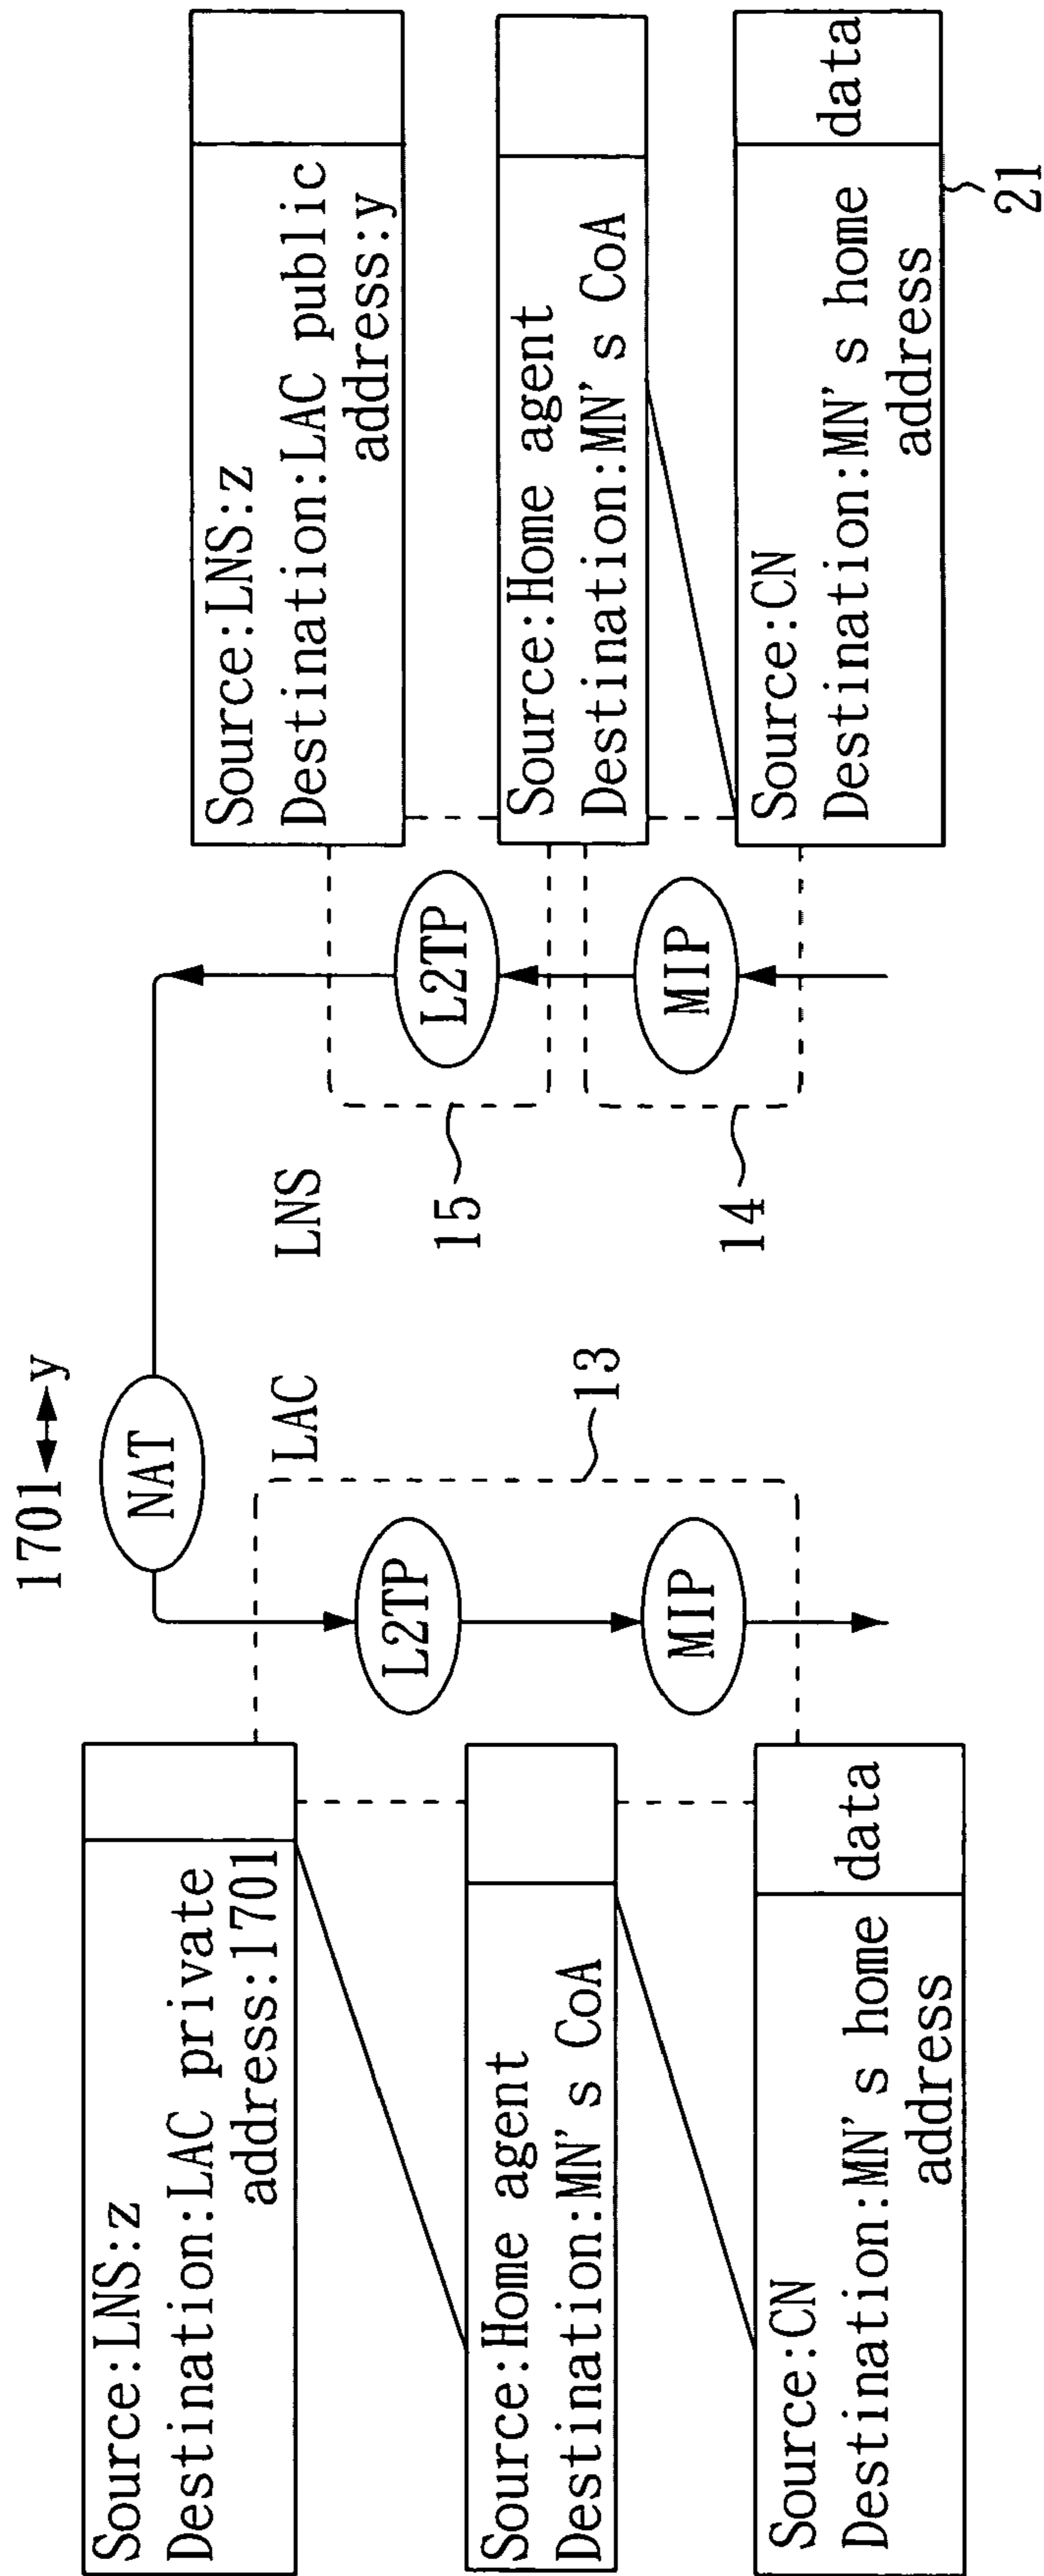 1701↔y
NAT
Source:LNS:z
Destination:LAC private
address:1701
LAC
L2TP
Source:Home agent
Destination:MN's CoA
13
MIP
Source:CN
Destination:MN's home
address
data
Source:LNS:z
Destination:LAC public
address:y
LNS
L2TP
15
Source:Home agent
Destination:MN's CoA
MIP
14
Source:CN
Destination:MN's home
address
data
21